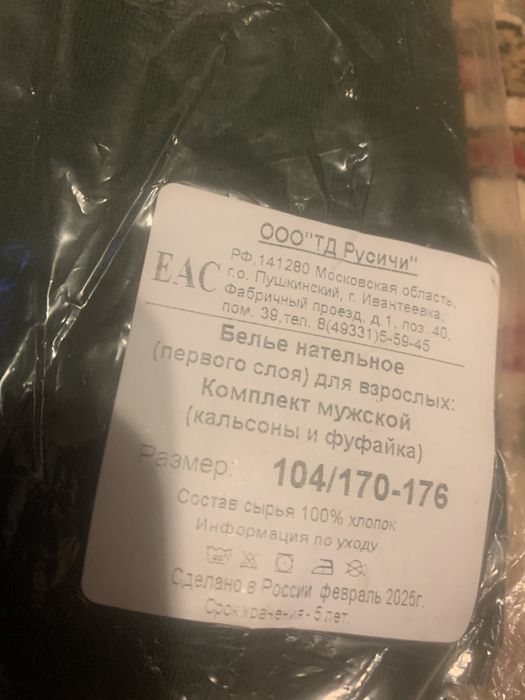 ООО"ТД Русичи"
ЕАС
РФ,141280 Московская область,
г.о. Пушкинский, г. Ивантеевка,
Фабричный проезд, д.1, поз. 40,
пом. 39,тел. 8(49331)5-59-45
Белье нательное
(первого слоя) для взрослых:
Комплект мужской
(кальсоны и фуфайка)
Размер: 104/170-176
Состав сырья 100% хлопок
Информация по уходу
Сделано в России февраль 2025г.
Срок хранения - 5 лет.